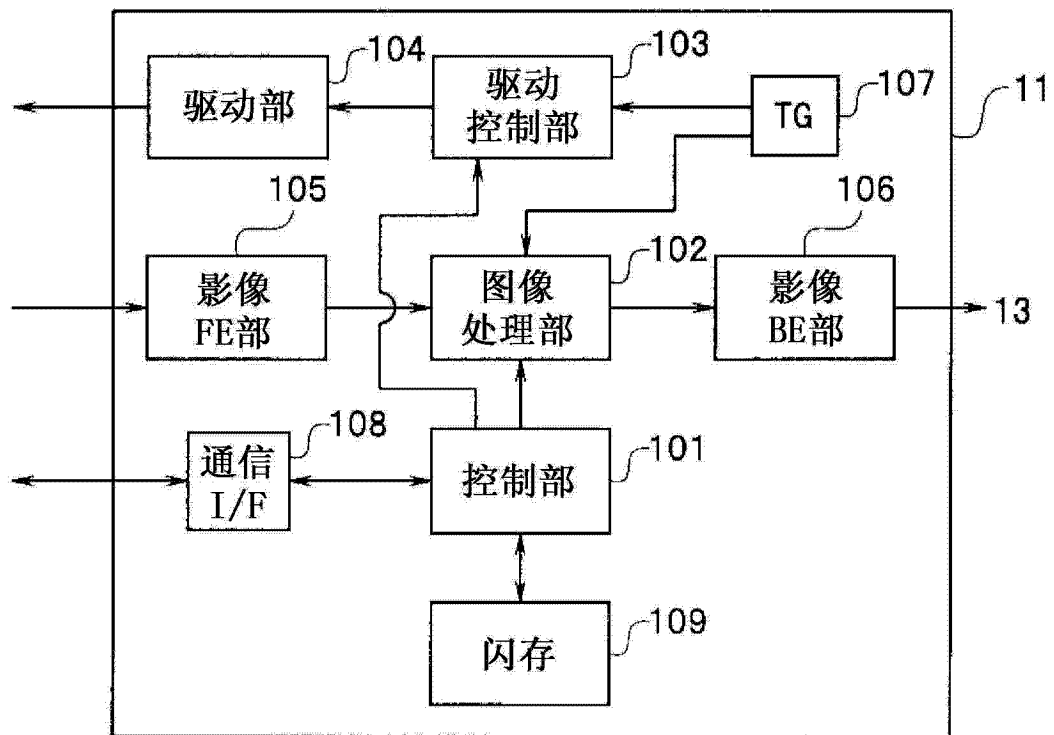 104
驱动部
103
驱动
控制部
107
TG
11
105
影像
FE部
102
图像
处理部
106
影像
BE部
13
108
通信
I/F
101
控制部
109
闪存